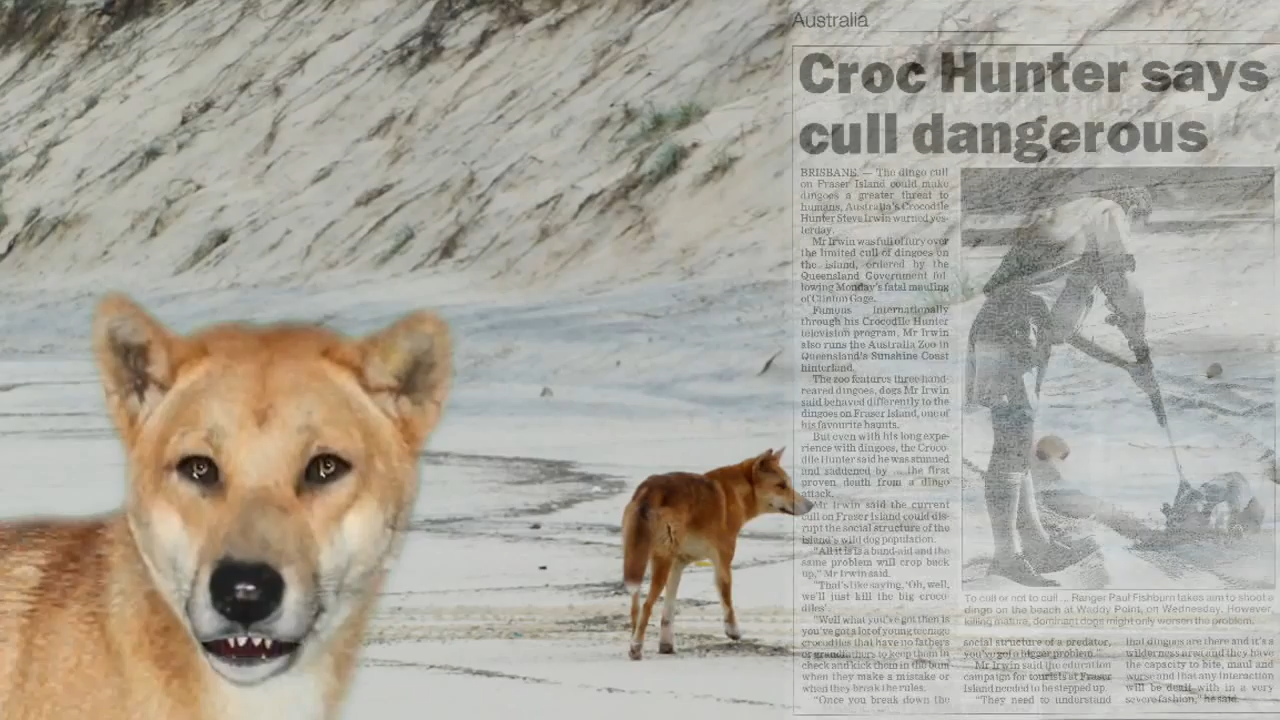 Australia
Croc Hunter says
cull dangerous
BRISBANE. — The dingo cull
on Fraser Island could make
dingoes a greater threat to
humans, Australia's Crocodile
Hunter Steve Irwin warned yes-
terday.
Mr Irwin was full of fury over
the limited cull of dingoes on
the island, ordered by the
Queensland Government fol-
lowing Monday's fatal mauling
of Clinton Gage.
Famous internationally
through his Crocodile Hunter
television program, Mr Irwin
also runs the Australia Zoo in
Queensland's Sunshine Coast
hinterland.
The zoo features three hand-
reared dingoes, dogs Mr Irwin
said behaved differently to the
dingoes on Fraser Island, one of
his favourite haunts.
But even with his long expe-
rience with dingoes, the Croco-
dile Hunter said he was stunned
and saddened by the first
proven death from a dingo
attack.
Mr Irwin said the current
cull on Fraser Island could dis-
rupt the social structure of the
island's wild dog population.
"All it is is a band-aid and the
same problem will crop back
up," Mr Irwin said.
"That's like saying, 'Oh, well,
we'll just kill the big croco-
diles'.
"Well what you've got then is
you've got a lot of young teenage
crocodiles that have no fathers
or grandfathers to keep them in
check and kick them in the bum
when they make a mistake or
when they break the rules.
"Once you break down the
To cull or not to cull ... Ranger Paul Fishburn takes aim to shoot a
dingo on the beach at Waddy Point, on Wednesday. However,
killing mature, dominant dogs might only worsen the problem.
social structure of a predator,
you've got a bigger problem."
Mr Irwin said the education
campaign for tourists at Fraser
Island needed to be stepped up.
"They need to understand
that dingoes are there and it's a
wilderness area and they have
the capacity to bite, maul and
worse and that any interaction
will be dealt with in a very
severe fashion," he said.